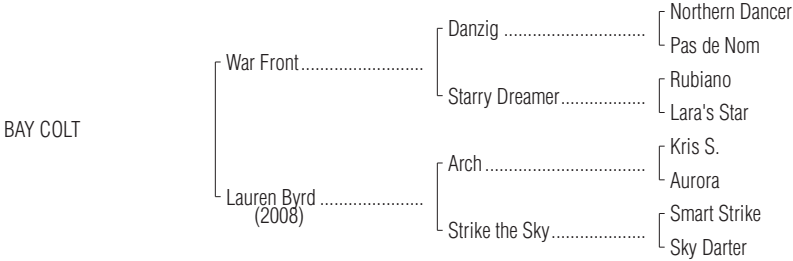 Northern Dancer
Danzig ..............................
Pas de Nom
War Front..........................
Rubiano
Starry Dreamer..................
Lara's Star
BAY COLT
Kris S.
Arch..................................
Aurora
Lauren Byrd ......................
(2008)
Smart Strike
Strike the Sky....................
Sky Darter